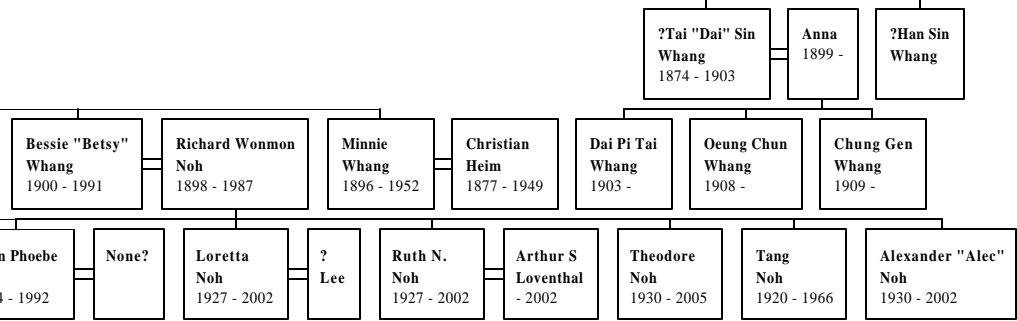 ?Tai "Dai" Sin
Whang
1874 - 1903
Anna
1899 -
?Han Sin
Whang
Bessie "Betsy"
Whang
1900 - 1991
Richard Wonmon
Noh
1898 - 1987
Minnie
Whang
1896 - 1952
Christian
Heim
1877 - 1949
Dai Pi Tai
Whang
1903 -
Oeung Chun
Whang
1908 -
Chung Gen
Whang
1909 -
n Phoebe
- 1992
None?
Loretta
Noh
1927 - 2002
?
Lee
Ruth N.
Noh
1927 - 2002
Arthur S
Loventhal
- 2002
Theodore
Noh
1930 - 2005
Tang
Noh
1920 - 1966
Alexander "Alec"
Noh
1930 - 2002